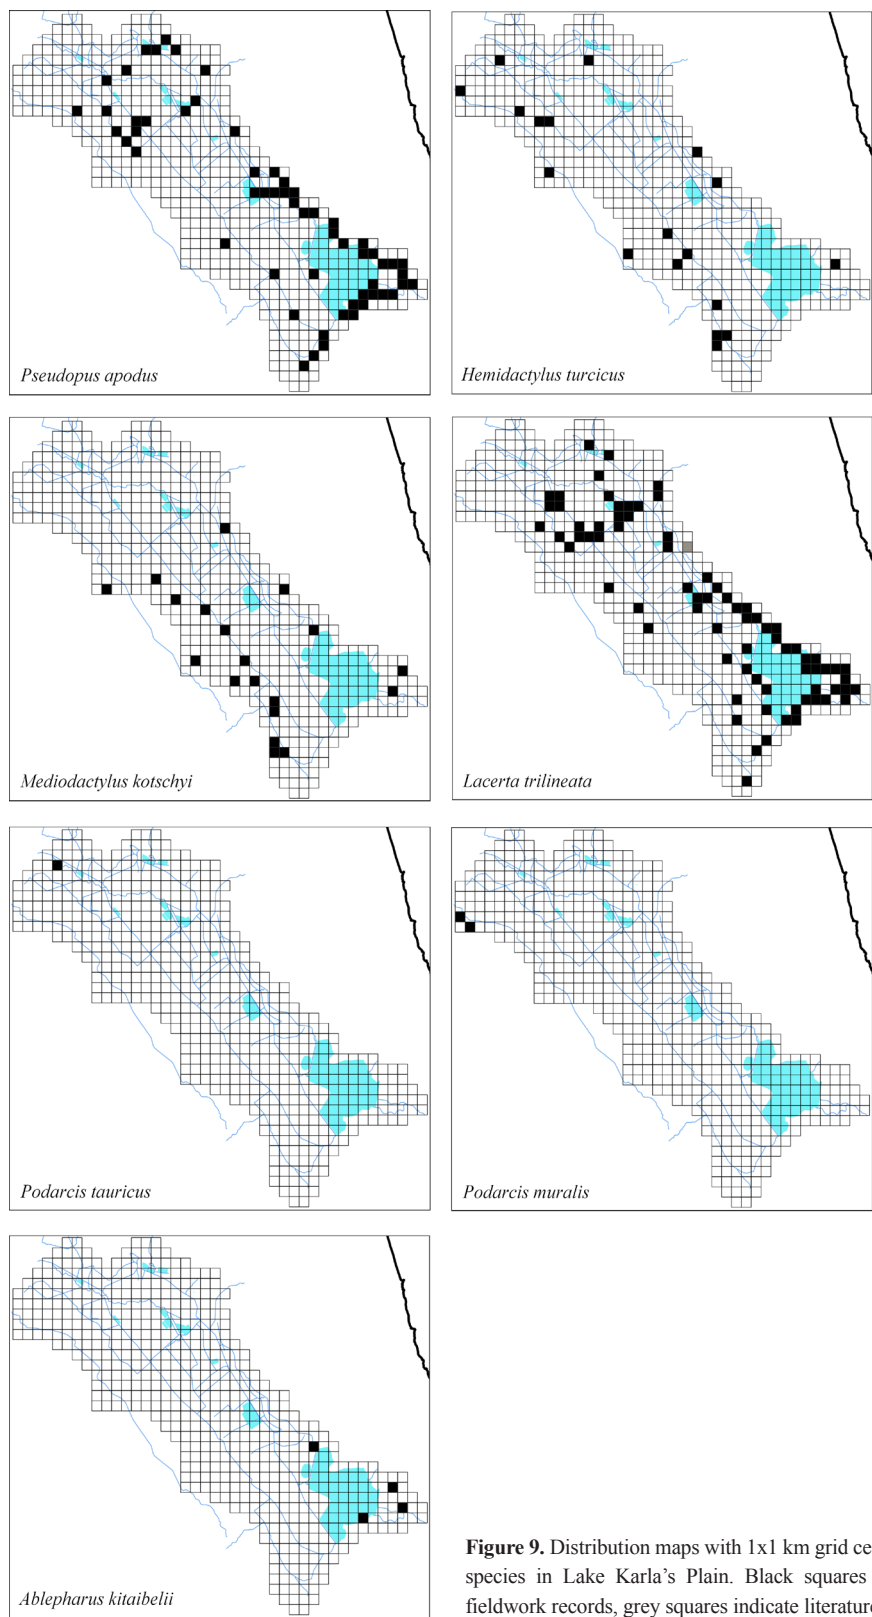 Pseudopus apodus
Hemidactylus turcicus
Mediodactylus kotschyi
Lacerta trilineata
Podarcis tauricus
Podarcis muralis
Ablepharus kitaibelii
Figure 9. Distribution maps with 1x1 km grid ce
species in Lake Karla’s Plain. Black squares
fieldwork records, grey squares indicate literature